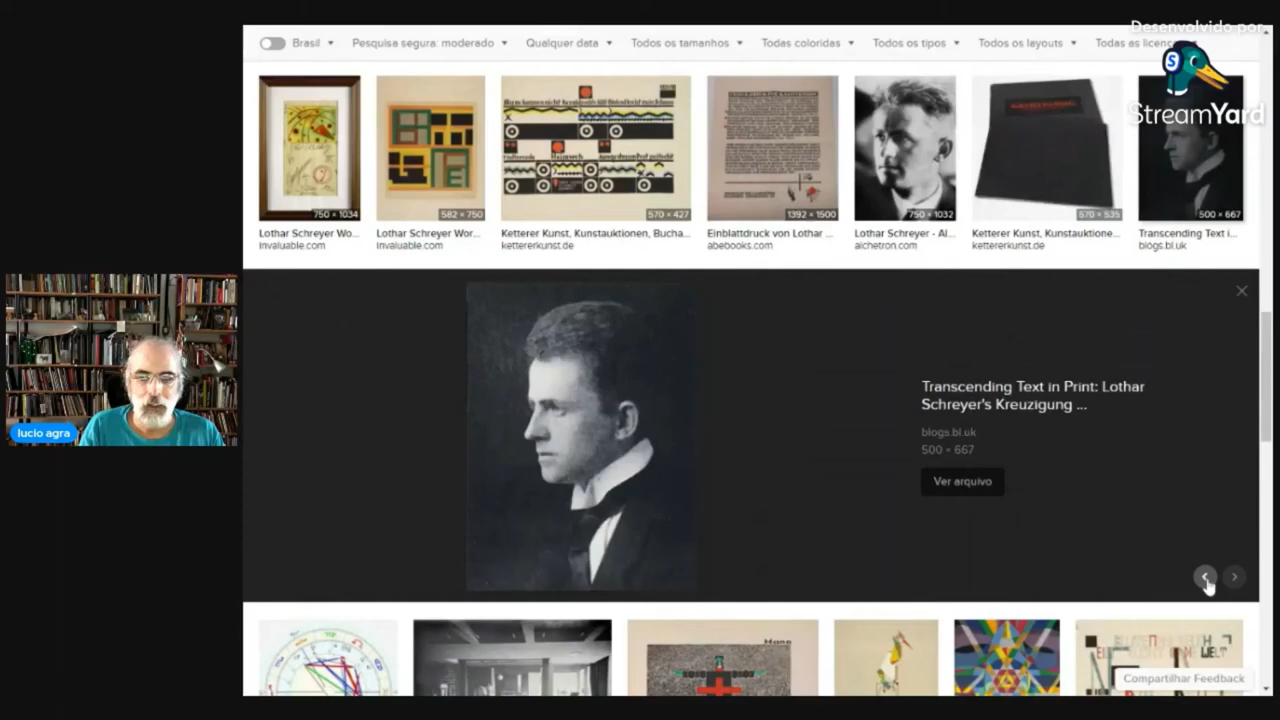 Desenvolvido por
StreamYard
Brasil
Pesquisa segura: moderado
Qualquer data
Todos os tamanhos
Todas coloridas
Todos os tipos
Todos os layouts
Todas as licenças
750 × 1034
582 × 750
570 × 427
1392 × 1500
750 × 1032
570 × 535
500 × 667
Lothar Schreyer Wo...
invaluable.com
Lothar Schreyer Wor...
invaluable.com
Ketterer Kunst, Kunstauktionen, Bucha...
kettererkunst.de
Einblattdruck von Lothar ...
abebooks.com
Lothar Schreyer - Al...
alchetron.com
Ketterer Kunst, Kunstauktione...
kettererkunst.de
Transcending Text i...
blogs.bl.uk
Transcending Text in Print: Lothar
Schreyer's Kreuzigung ...
blogs.bl.uk
500 × 667
Ver arquivo
lucio agra
Mann
WELT
Compartilhar Feedback